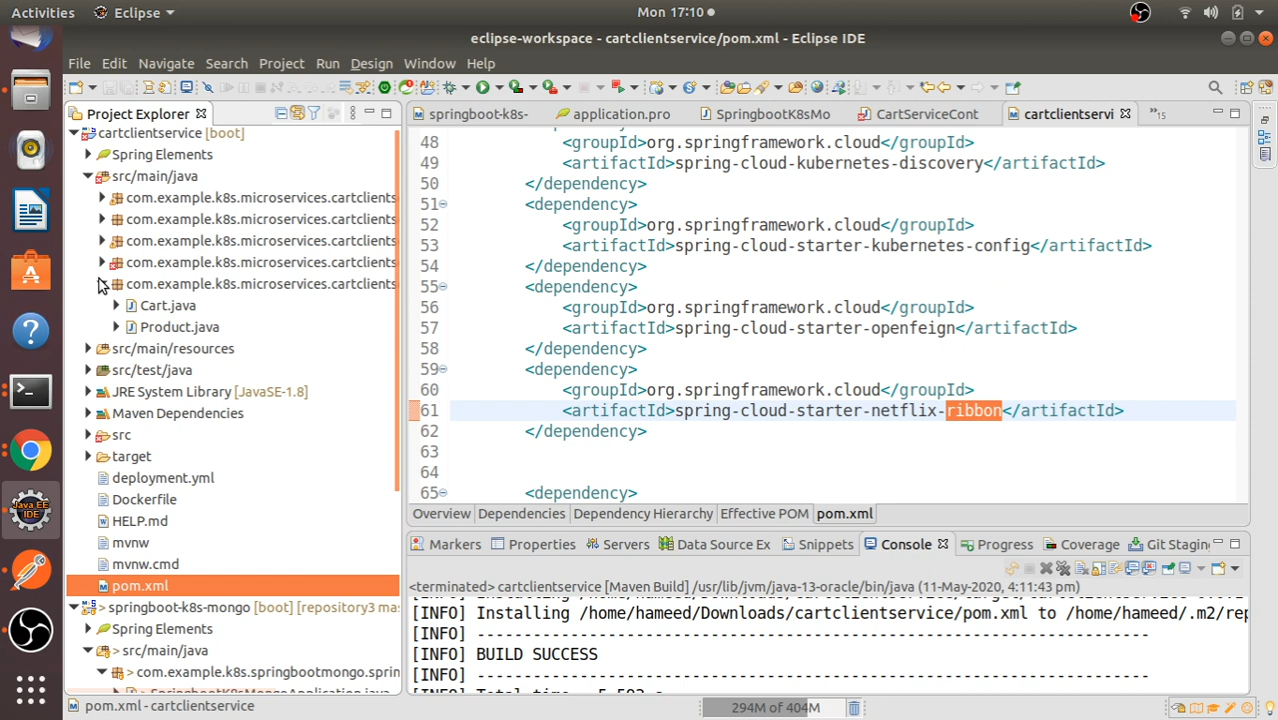 Activities
Eclipse
Mon 17:10
eclipse-workspace - cartclientservice/pom.xml - Eclipse IDE
File Edit Navigate Search Project Run Design Window Help
Project Explorer
springboot-k8s-
application.pro
SpringbootK8sMo
CartServiceCont
cartclientservi
»15
cartclientservice [boot]
Spring Elements
src/main/java
com.example.k8s.microservices.cartclients
com.example.k8s.microservices.cartclients
com.example.k8s.microservices.cartclients
com.example.k8s.microservices.cartclients
com.example.k8s.microservices.cartclients
Cart.java
Product.java
src/main/resources
src/test/java
JRE System Library [JavaSE-1.8]
Maven Dependencies
src
target
deployment.yml
Dockerfile
HELP.md
mvnw
mvnw.cmd
pom.xml
springboot-k8s-mongo [boot] [repository3 mas
Spring Elements
> src/main/java
> com.example.k8s.springbootmongo.sprin
48 <groupId>org.springframework.cloud</groupId>
49 <artifactId>spring-cloud-kubernetes-discovery</artifactId>
50 </dependency>
51 <dependency>
52 <groupId>org.springframework.cloud</groupId>
53 <artifactId>spring-cloud-starter-kubernetes-config</artifactId>
54 </dependency>
55 <dependency>
56 <groupId>org.springframework.cloud</groupId>
57 <artifactId>spring-cloud-starter-openfeign</artifactId>
58 </dependency>
59 <dependency>
60 <groupId>org.springframework.cloud</groupId>
61 <artifactId>spring-cloud-starter-netflix-ribbon</artifactId>
62 </dependency>
63
64
65 <dependency>
Overview Dependencies Dependency Hierarchy Effective POM pom.xml
Markers Properties Servers Data Source Ex Snippets Console Progress Coverage Git Staging
<terminated> cartclientservice [Maven Build] /usr/lib/jvm/java-13-oracle/bin/java (11-May-2020, 4:11:43 pm)
[INFO] Installing /home/hameed/Downloads/cartclientservice/pom.xml to /home/hameed/.m2/rep
[INFO] ------------------------------------------------------------------------
[INFO] BUILD SUCCESS
[INFO] ------------------------------------------------------------------------
pom.xml - cartclientservice
294M of 404M